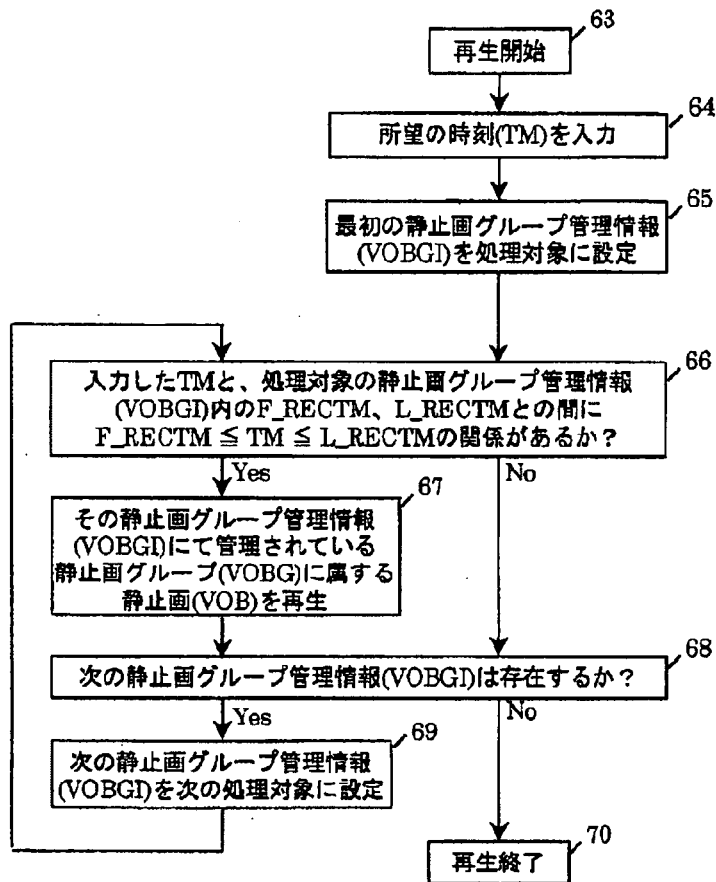 63
再生開始
64
所望の時刻(TM)を入力
65
最初の静止画グループ管理情報
(VOBGI)を処理対象に設定
66
入力したTMと、処理対象の静止画グループ管理情報
(VOBGI)内のF_RECTM、L_RECTMとの間に
F_RECTM ≦ TM ≦ L_RECTMの関係があるか？
Yes
No
67
その静止画グループ管理情報
(VOBGI)にて管理されている
静止画グループ(VOBG)に属する
静止画(VOB)を再生
68
次の静止画グループ管理情報(VOBGI)は存在するか？
Yes
No
69
次の静止画グループ管理情報
(VOBGI)を次の処理対象に設定
70
再生終了